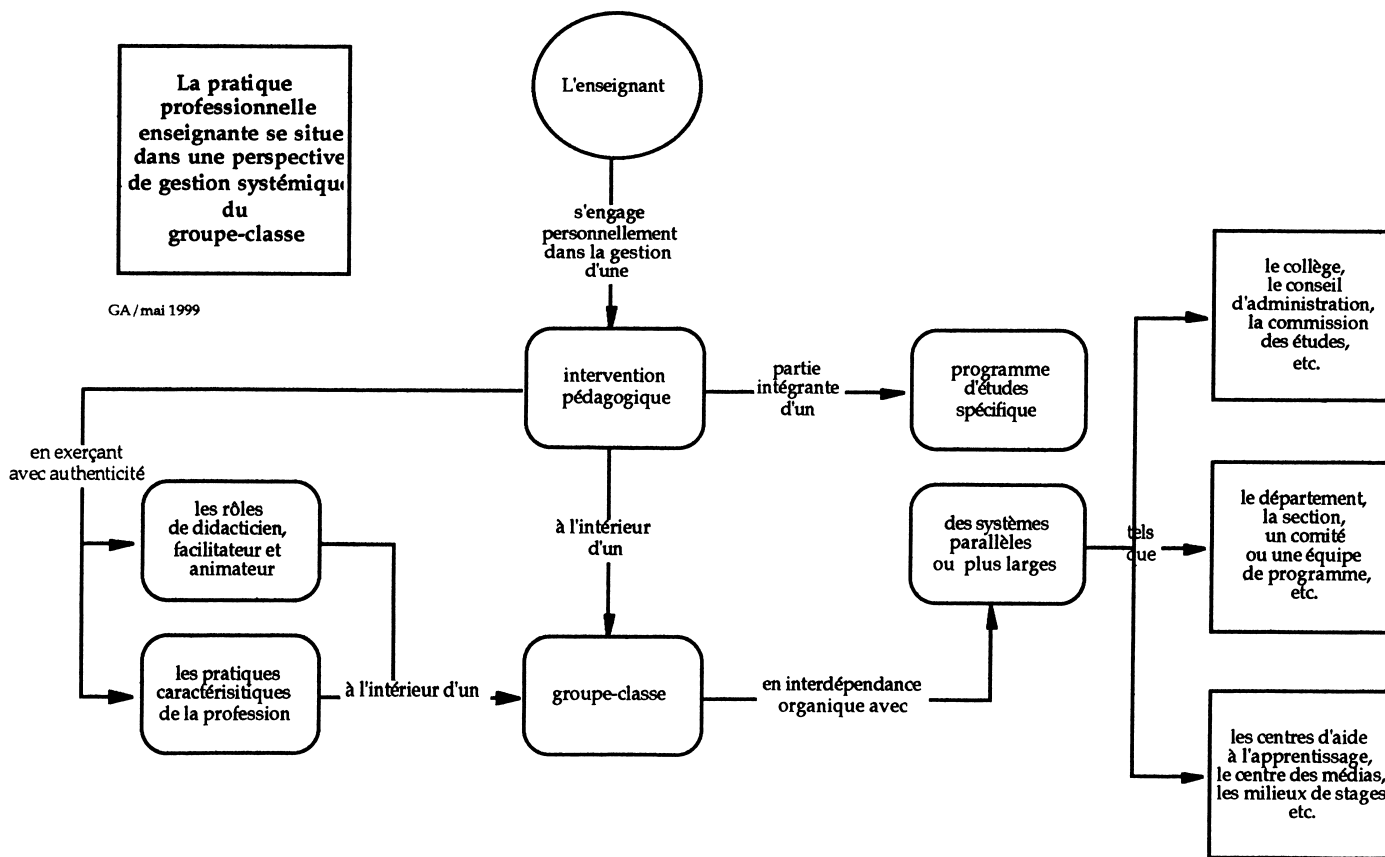 La pratique
professionnelle
enseignante se situe
dans une perspective
de gestion systémique
du
groupe-classe
GA/mai 1999
L'enseignant
s'engage
personnellement
dans la gestion
d'une
intervention
pédagogique
partie
intégrante
d'un
programme
d'études
spécifique
en exerçant
avec authenticité
les rôles
de didacticien,
facilitateur et
animateur
les pratiques
caractérisitiques
de la profession
à l'intérieur d'un
à l'intérieur
d'un
groupe-classe
en interdépendance
organique avec
des systèmes
parallèles
ou plus larges
tels
que
le collège,
le conseil
d'administration,
la commission
des études,
etc.
le département,
la section,
un comité
ou une équipe
de programme,
etc.
les centres d'aide
à l'apprentissage,
le centre des médias,
les milieux de stages
etc.